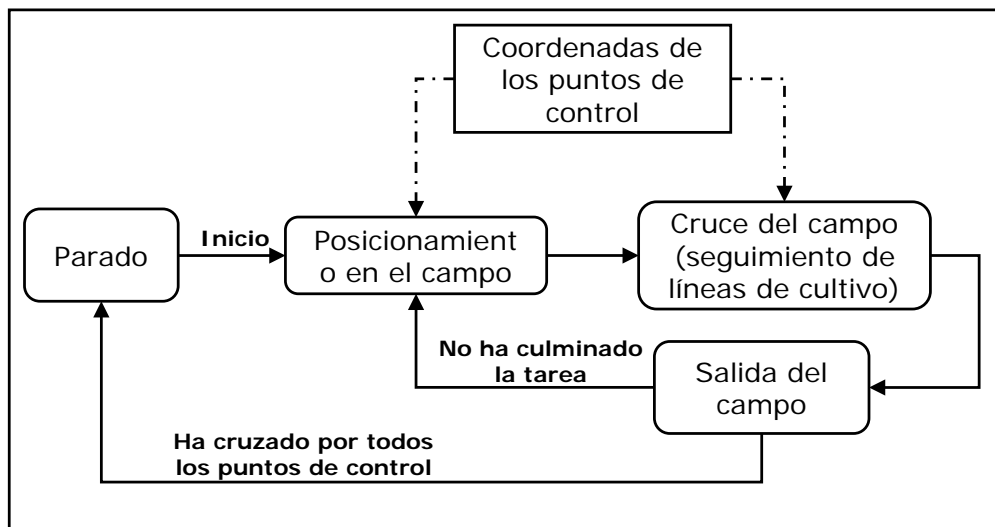 Coordenadas de
los puntos de
control
Parado
Inicio
Posicionamient
o en el campo
Cruce del campo
(seguimiento de
líneas de cultivo)
No ha culminado
la tarea
Salida del
campo
Ha cruzado por todos
los puntos de control